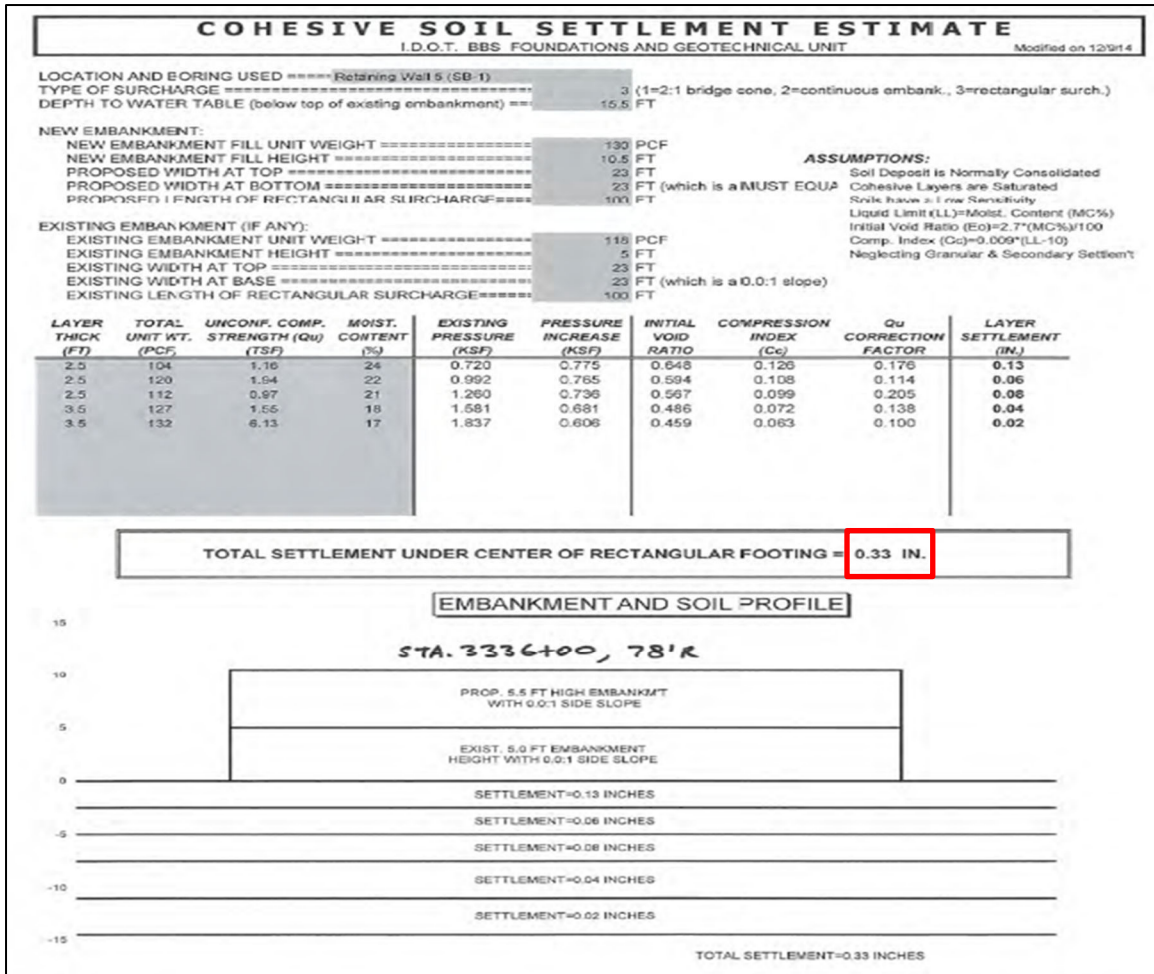 COHESIVE SOIL SETTLEMENT ESTIMATE
I.D.O.T. BBS FOUNDATIONS AND GEOTECHNICAL UNIT Modified on 12/9/14
LOCATION AND BORING USED ===== Retaining Wall 5 (SB-1)
TYPE OF SURCHARGE ================================ 3 (1=2:1 bridge cone, 2=continuous embank., 3=rectangular surch.)
DEPTH TO WATER TABLE (below top of existing embankment) === 15.5 FT
NEW EMBANKMENT:
NEW EMBANKMENT FILL UNIT WEIGHT ================ 130 PCF
NEW EMBANKMENT FILL HEIGHT ===================== 10.5 FT ASSUMPTIONS:
PROPOSED WIDTH AT TOP ========================== 23 FT Soil Deposit is Normally Consolidated
PROPOSED WIDTH AT BOTTOM ====================== 23 FT (which is a MUST EQUA Cohesive Layers are Saturated
PROPOSED LENGTH OF RECTANGULAR SURCHARGE==== 100 FT Soils have a Low Sensitivity
Liquid Limit (LL)=Moist. Content (MC%)
EXISTING EMBANKMENT (IF ANY): Initial Void Ratio (Eo)=2.7*(MC%)/100
EXISTING EMBANKMENT UNIT WEIGHT ================ 118 PCF Comp. Index (Cc)=0.009*(LL-10)
EXISTING EMBANKMENT HEIGHT ===================== 5 FT Neglecting Granular & Secondary Settlem't
EXISTING WIDTH AT TOP ========================== 23 FT
EXISTING WIDTH AT BASE ========================= 23 FT (which is a 0.0:1 slope)
EXISTING LENGTH OF RECTANGULAR SURCHARGE====== 100 FT
LAYER TOTAL UNCONF. COMP. MOIST. EXISTING PRESSURE INITIAL COMPRESSION Qu LAYER
THICK UNIT WT. STRENGTH (Qu) CONTENT PRESSURE INCREASE VOID INDEX CORRECTION SETTLEMENT
(FT) (PCF) (TSF) (%) (KSF) (KSF) RATIO (Cc) FACTOR (IN.)
2.5 104 1.16 24 0.720 0.775 0.648 0.126 0.176 0.13
2.5 120 1.94 22 0.992 0.765 0.594 0.108 0.114 0.06
2.5 112 0.97 21 1.260 0.736 0.567 0.099 0.205 0.08
3.5 127 1.55 18 1.581 0.681 0.486 0.072 0.138 0.04
3.5 132 6.13 17 1.837 0.606 0.459 0.063 0.100 0.02
TOTAL SETTLEMENT UNDER CENTER OF RECTANGULAR FOOTING = 0.33 IN.
EMBANKMENT AND SOIL PROFILE
15
STA. 3336+00, 78'R
10
PROP. 5.5 FT HIGH EMBANKM'T
WITH 0.0:1 SIDE SLOPE
5
EXIST. 5.0 FT EMBANKMENT
HEIGHT WITH 0.0:1 SIDE SLOPE
0
SETTLEMENT=0.13 INCHES
SETTLEMENT=0.06 INCHES
-5
SETTLEMENT=0.08 INCHES
SETTLEMENT=0.04 INCHES
-10
SETTLEMENT=0.02 INCHES
-15
TOTAL SETTLEMENT=0.33 INCHES